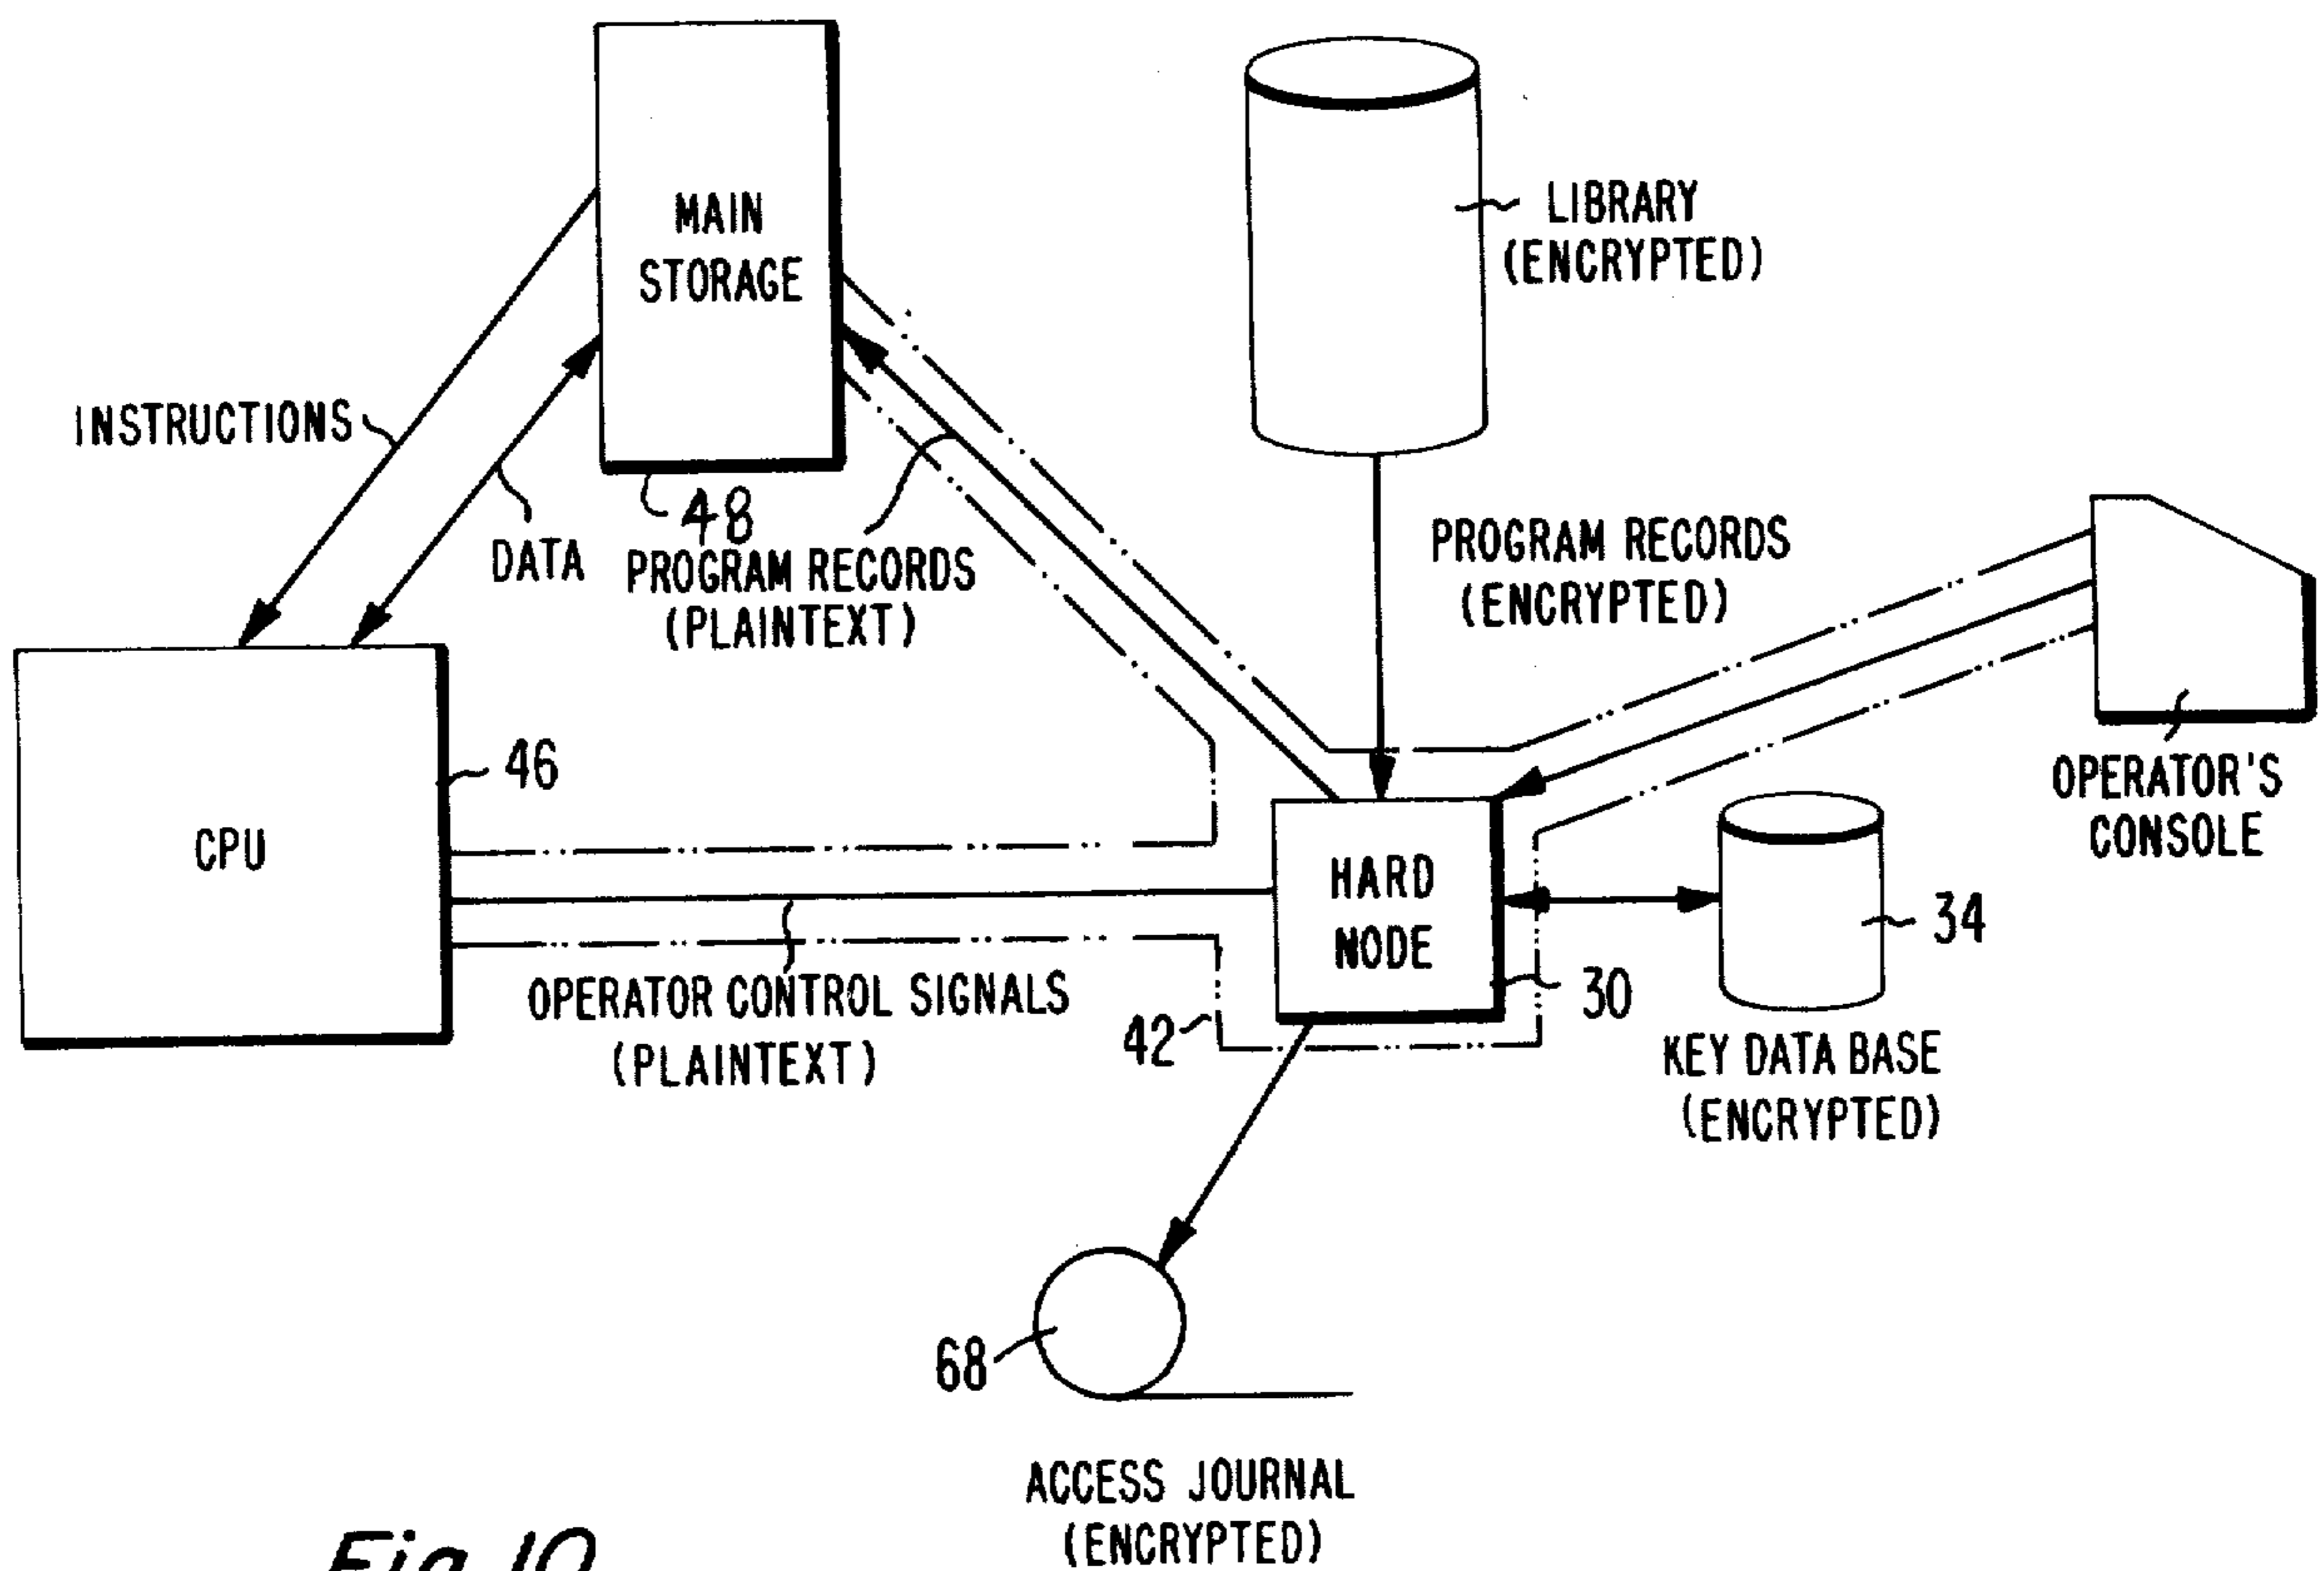 MAIN
STORAGE
LIBRARY
(ENCRYPTED)
INSTRUCTIONS
48
DATA
PROGRAM RECORDS
(PLAINTEXT)
PROGRAM RECORDS
(ENCRYPTED)
46
CPU
OPERATOR'S
CONSOLE
HARD
NODE
34
30
OPERATOR CONTROL SIGNALS
(PLAINTEXT)
42
KEY DATA BASE
(ENCRYPTED)
68
ACCESS JOURNAL
(ENCRYPTED)
Fig. 10